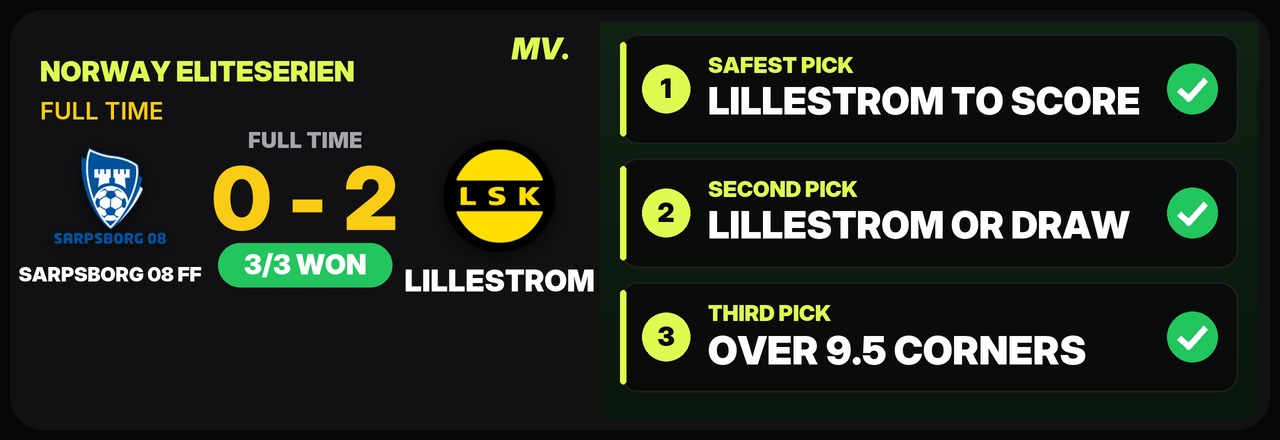 MV.
NORWAY ELITESERIEN
FULL TIME
FULL TIME
0 - 2
3/3 WON
SARPSBORG 08
SARPSBORG 08 FF
LSK
LILLESTROM
1
SAFEST PICK
LILLESTROM TO SCORE
2
SECOND PICK
LILLESTROM OR DRAW
3
THIRD PICK
OVER 9.5 CORNERS